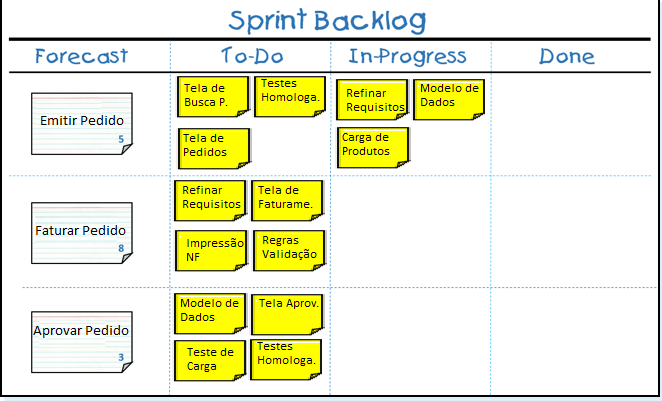 Sprint Backlog
Forecast
To-Do
In-Progress
Done
Emitir Pedido
5
Tela de
Busca P.
Testes
Homologa.
Tela de
Pedidos
Refinar
Requisitos
Modelo de
Dados
Carga de
Produtos
Faturar Pedido
8
Refinar
Requisitos
Tela de
Faturame.
Impressão
NF
Regras
Validação
Aprovar Pedido
3
Modelo de
Dados
Tela Aprov.
Teste de
Carga
Testes
Homologa.